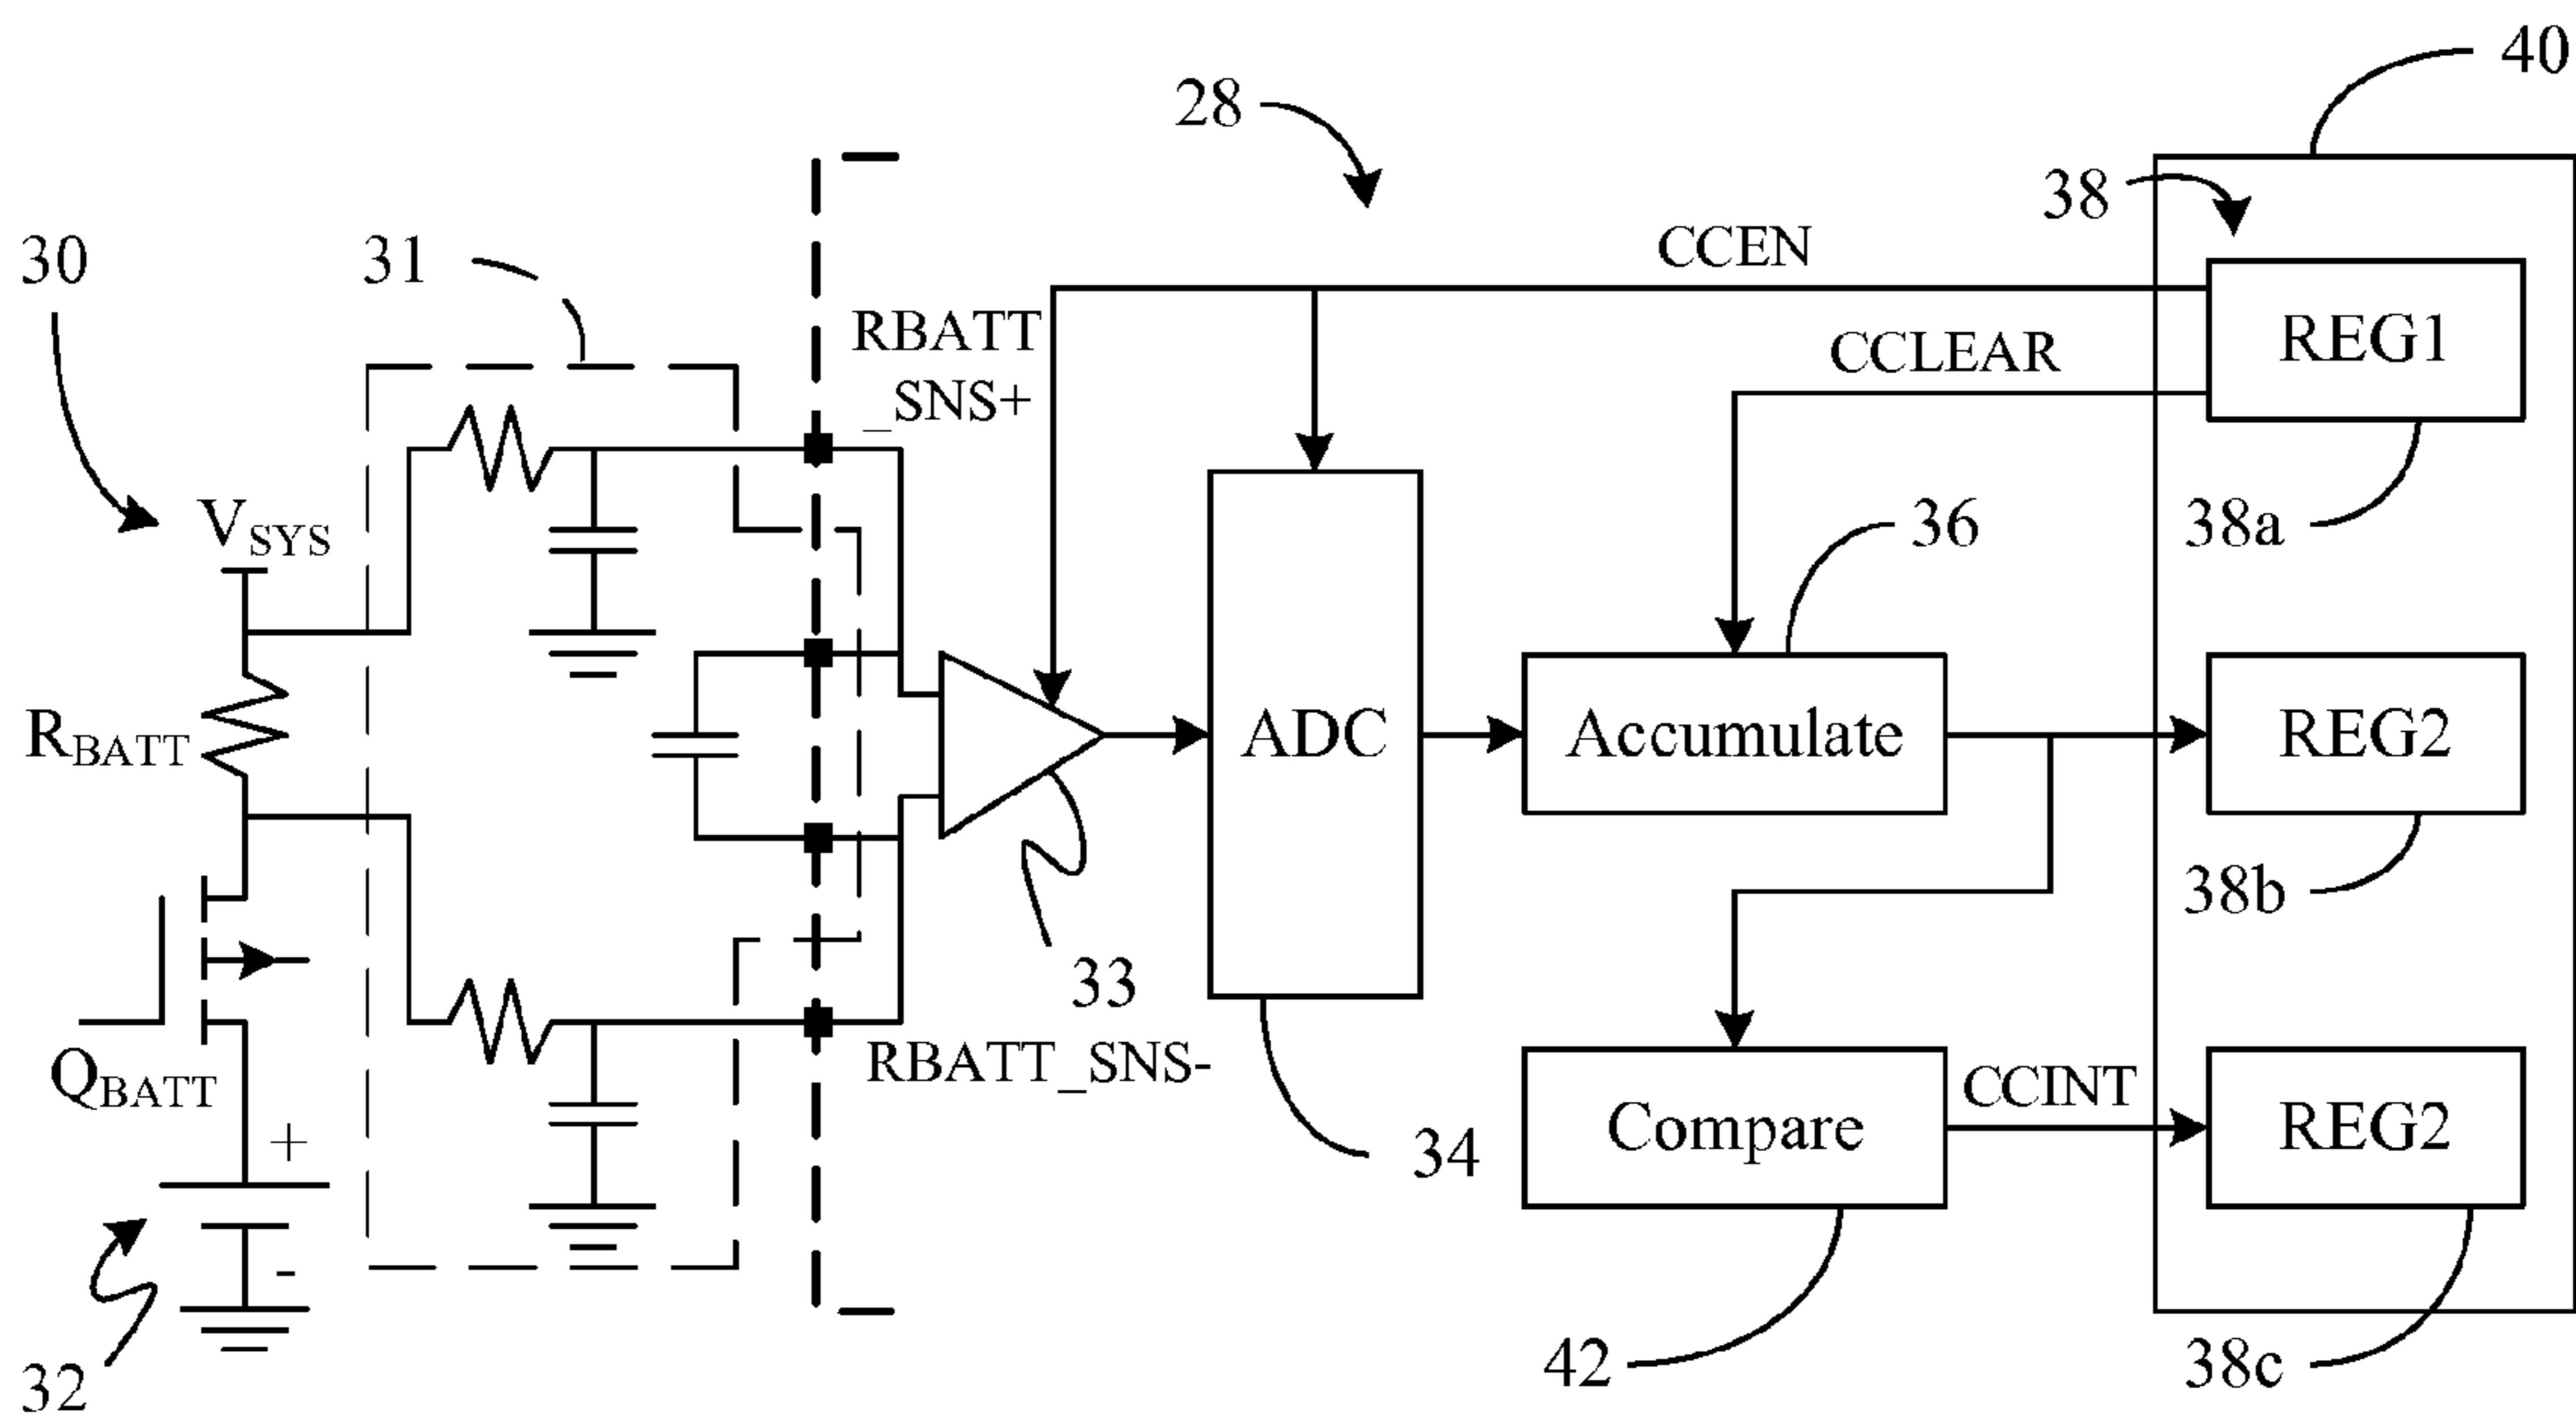 40
28
38
30
31
CCEN
RBATT
_SNS+
REG1
CCLEAR
VSYS
36
38a
RBATT
ADC
Accumulate
REG2
38b
33
QBATT
RBATT_SNS-
+
Compare
CCINT
REG2
34
-
32
42
38c